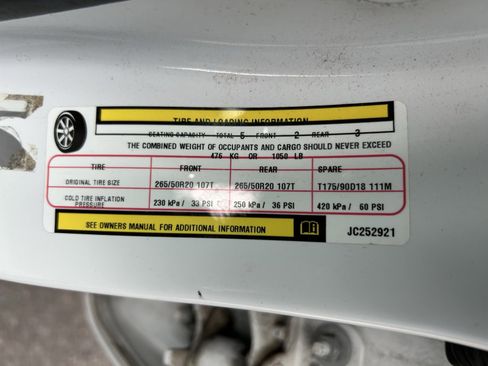 TIRE AND LOADING INFORMATION
SEATING CAPACITY TOTAL 5 FRONT 2 REAR 3
THE COMBINED WEIGHT OF OCCUPANTS AND CARGO SHOULD NEVER EXCEED
476 KG OR 1050 LB
TIRE FRONT REAR SPARE
ORIGINAL TIRE SIZE 265/50R20 107T 265/50R20 107T T175/90D18 111M
COLD TIRE INFLATION PRESSURE 230 kPa / 33 PSI 250 kPa / 36 PSI 420 kPa / 60 PSI
SEE OWNERS MANUAL FOR ADDITIONAL INFORMATION JC252921